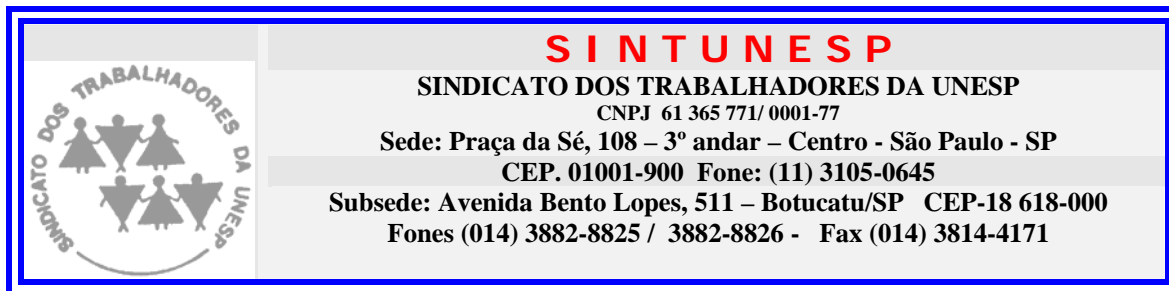 SINDICATO DOS TRABALHADORES DA UNESP
S I N T U N E S P
SINDICATO DOS TRABALHADORES DA UNESP
CNPJ 61 365 771/ 0001-77
Sede: Praça da Sé, 108 – 3º andar – Centro - São Paulo - SP
CEP. 01001-900 Fone: (11) 3105-0645
Subsede: Avenida Bento Lopes, 511 – Botucatu/SP CEP-18 618-000
Fones (014) 3882-8825 / 3882-8826 - Fax (014) 3814-4171